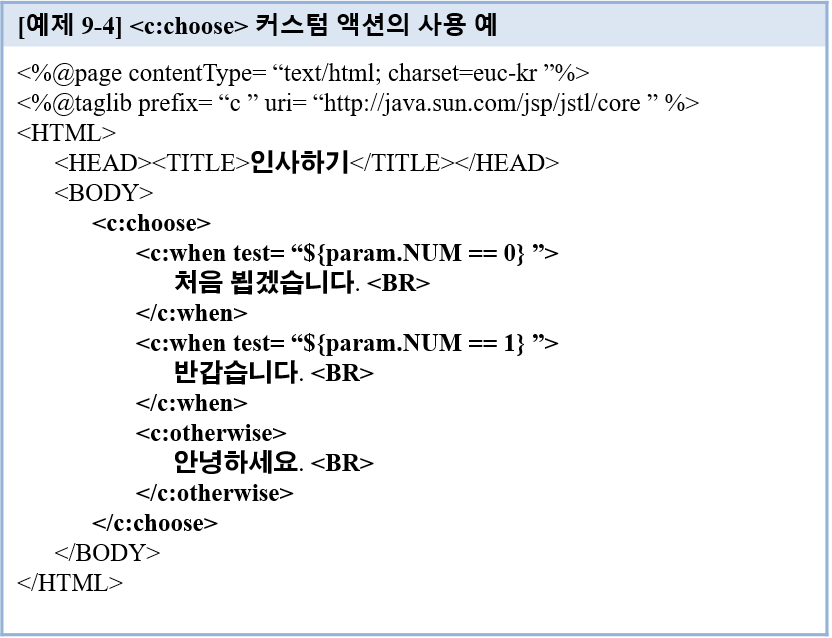 [예제 9-4] <c:choose> 커스텀 액션의 사용 예
<%@page contentType= “text/html; charset=euc-kr ”%>
<%@taglib prefix= “c ” uri= “http://java.sun.com/jsp/jstl/core ” %>
<HTML>
<HEAD><TITLE>인사하기</TITLE></HEAD>
<BODY>
<c:choose>
<c:when test= “${param.NUM == 0} ”>
처음 뵙겠습니다. <BR>
</c:when>
<c:when test= “${param.NUM == 1} ”>
반갑습니다. <BR>
</c:when>
<c:otherwise>
안녕하세요. <BR>
</c:otherwise>
</c:choose>
</BODY>
</HTML>